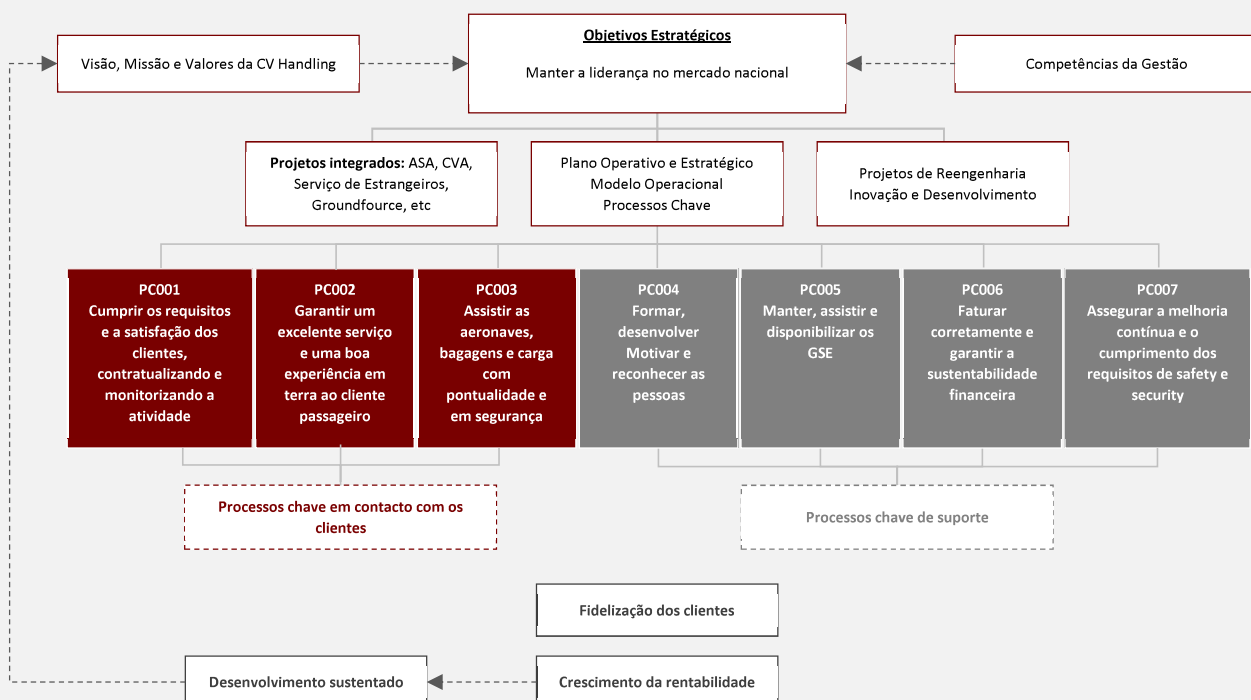 Objetivos Estratégicos
Manter a liderança no mercado nacional
Visão, Missão e Valores da CV Handling
Competências da Gestão
Projetos integrados: ASA, CVA,
Serviço de Estrangeiros,
Groundfource, etc
Plano Operativo e Estratégico
Modelo Operacional
Processos Chave
Projetos de Reengenharia
Inovação e Desenvolvimento
PC001
Cumprir os requisitos
e a satisfação dos
clientes,
contratualizando e
monitorizando a
atividade
PC002
Garantir um
excelente serviço
e uma boa
experiência em
terra ao cliente
passageiro
PC003
Assistir as
aeronaves,
bagagens e carga
com
pontualidade e
em segurança
PC004
Formar,
desenvolver
Motivar e
reconhecer as
pessoas
PC005
Manter, assistir e
disponibilizar os
GSE
PC006
Faturar
corretamente e
garantir a
sustentabilidade
financeira
PC007
Assegurar a melhoria
contínua e o
cumprimento dos
requisitos de safety e
security
Processos chave em contacto com os
clientes
Processos chave de suporte
Fidelização dos clientes
Desenvolvimento sustentado
Crescimento da rentabilidade